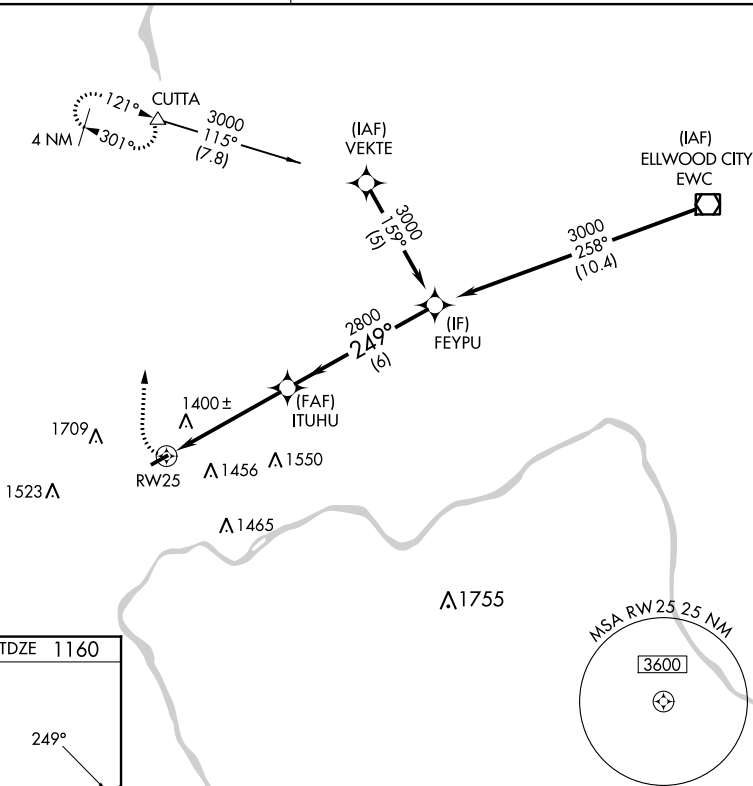 CUTTA
121°
301°
4 NM
3000
115°
(7.8)
(IAF)
VEKTE
(IAF)
ELLWOOD CITY
EWC
3000
159°
(5)
3000
258°
(10.4)
(IF)
FEYPU
2800
249°
(6)
(FAF)
ITUHU
1400±
1709
RW25
1456
1550
1523
1465
1755
MSA RW25 25 NM
3600
TDZE 1160
249°